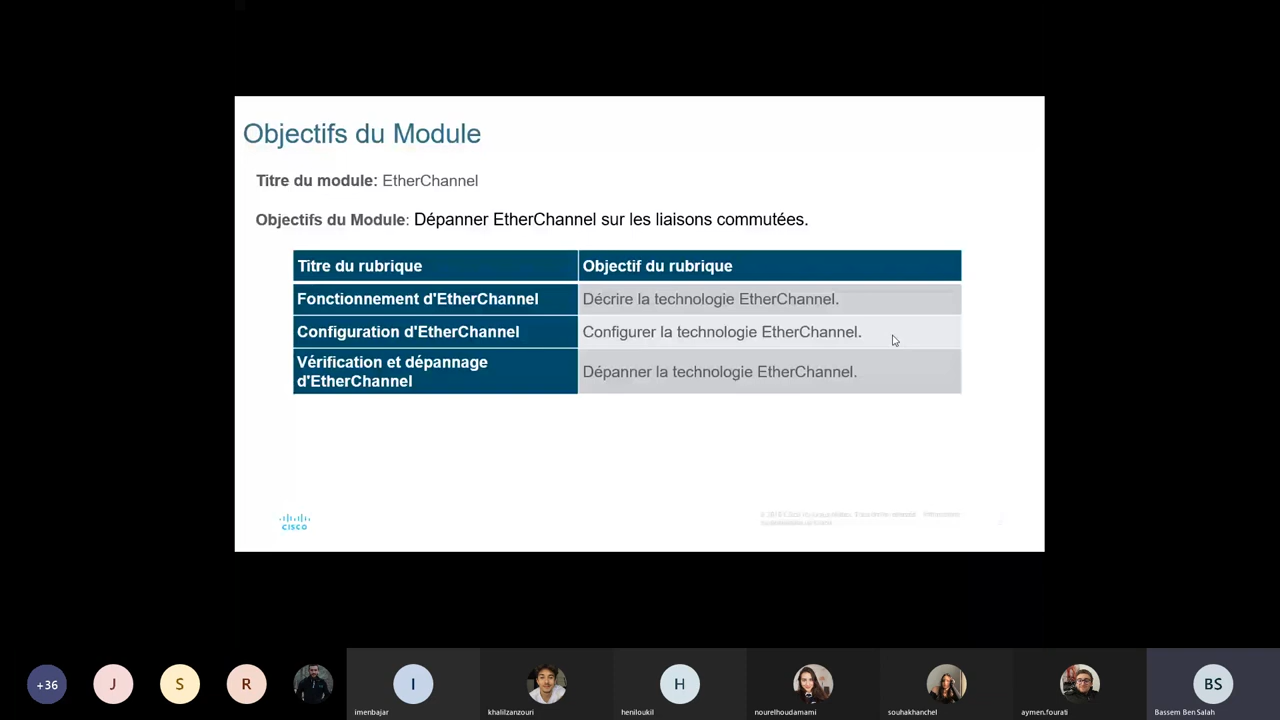 Objectifs du Module
Titre du module: EtherChannel
Objectifs du Module: Dépanner EtherChannel sur les liaisons commutées.
Titre du rubrique Objectif du rubrique
Fonctionnement d'EtherChannel Décrire la technologie EtherChannel.
Configuration d'EtherChannel Configurer la technologie EtherChannel.
Vérification et dépannage
d'EtherChannel
Dépanner la technologie EtherChannel.
CISCO
+36 J S R I H BS
imenbajar khalilzanzouri heniloukil nourelhoudamami souhakhanchel aymen.fourati Bassem Ben Salah